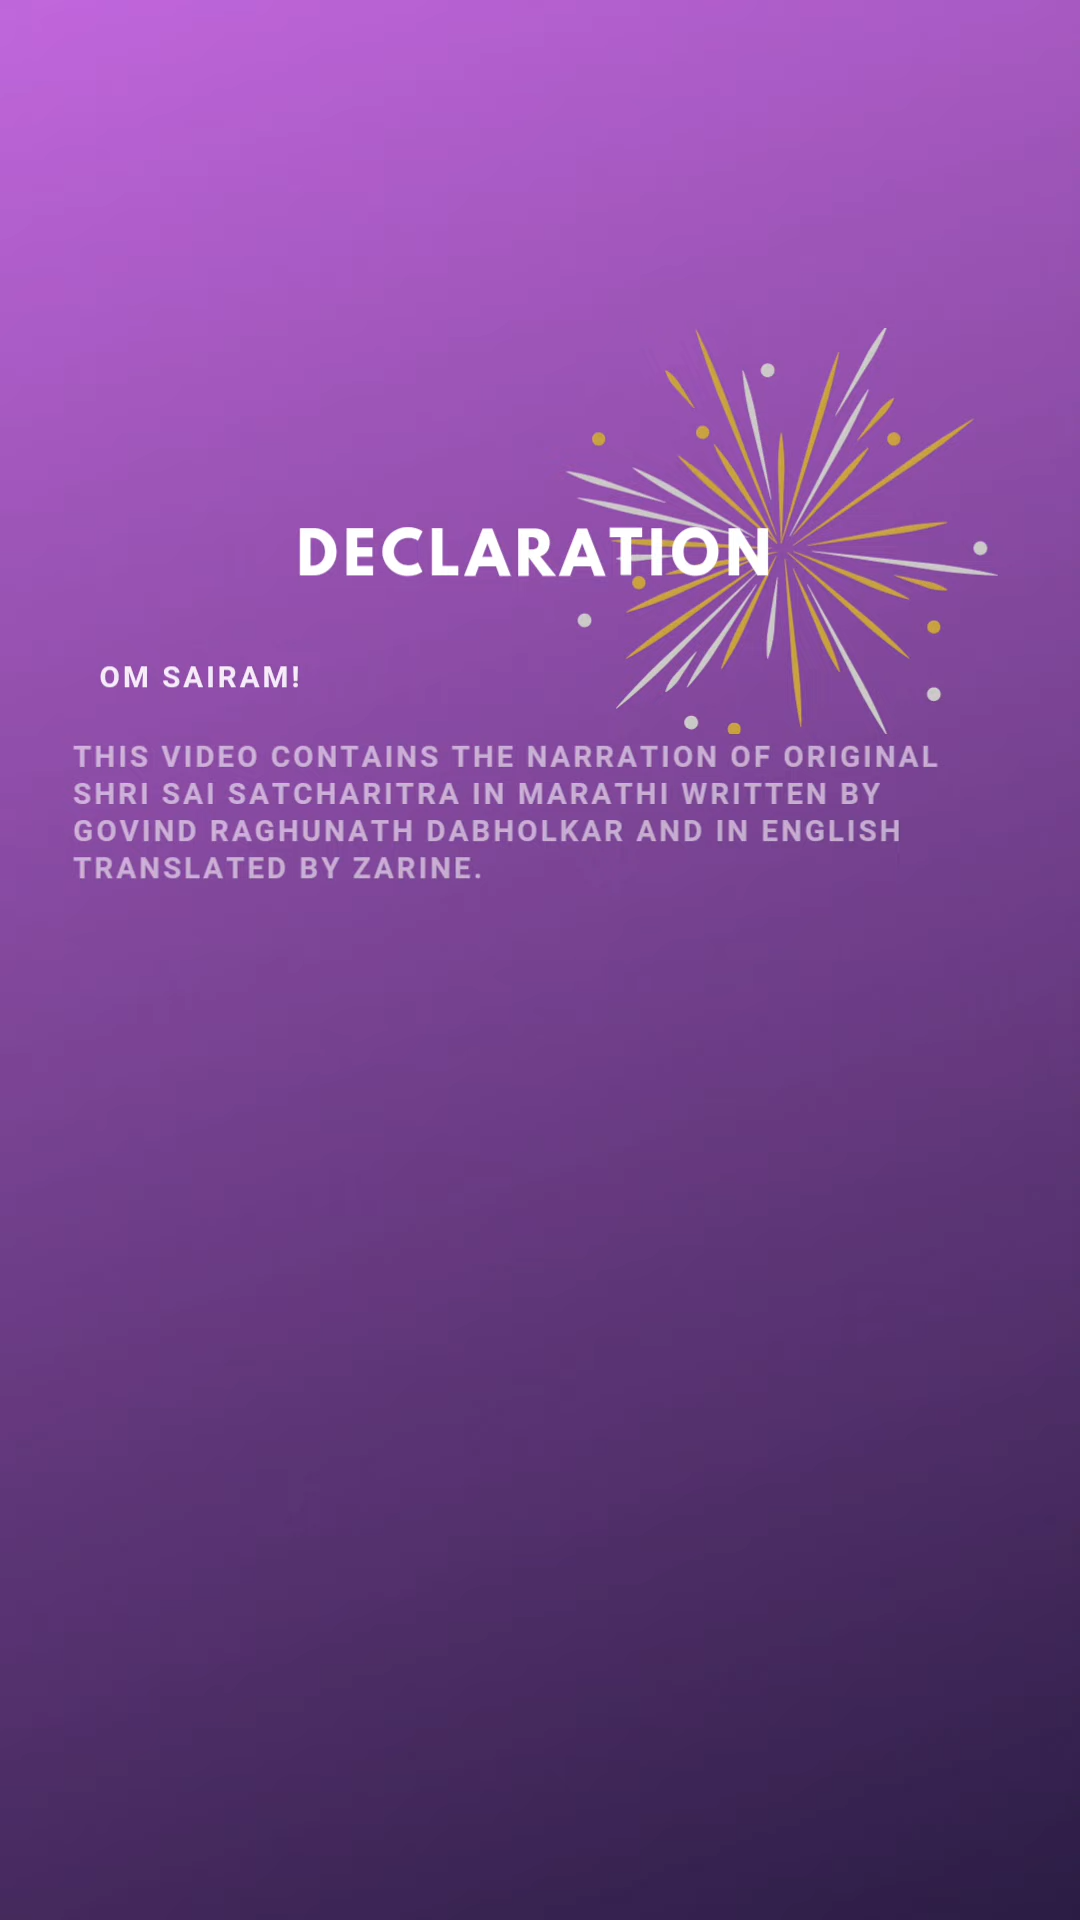 DECLARATION
OM SAIRAM!
THIS VIDEO CONTAINS THE NARRATION OF ORIGINAL
SHRI SAI SATCHARITRA IN MARATHI WRITTEN BY
GOVIND RAGHUNATH DABHOLKAR AND IN ENGLISH
TRANSLATED BY ZARINE.